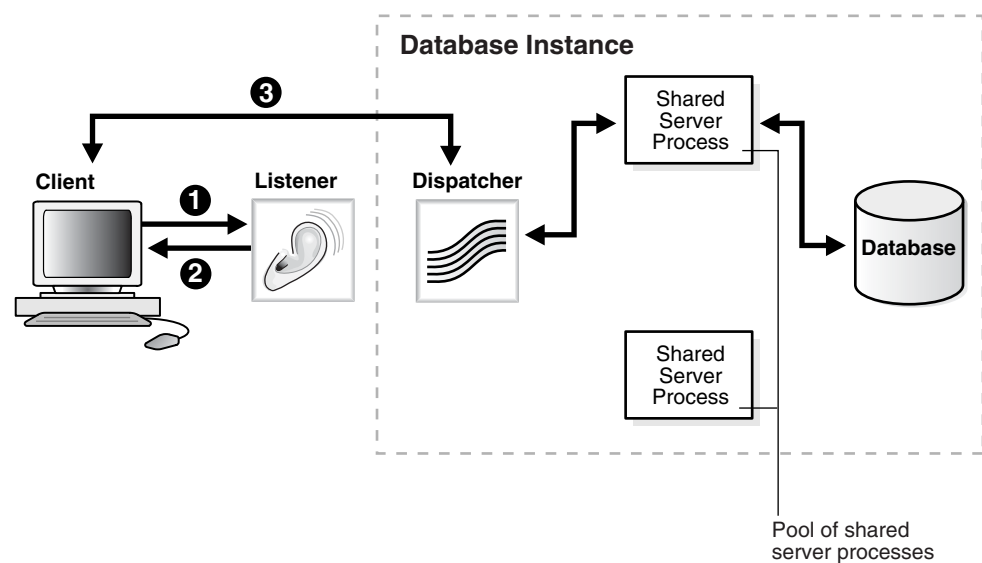 Database Instance
3
Shared
Server
Process
Client
Listener
Dispatcher
1
2
Database
Shared
Server
Process
Pool of shared
server processes